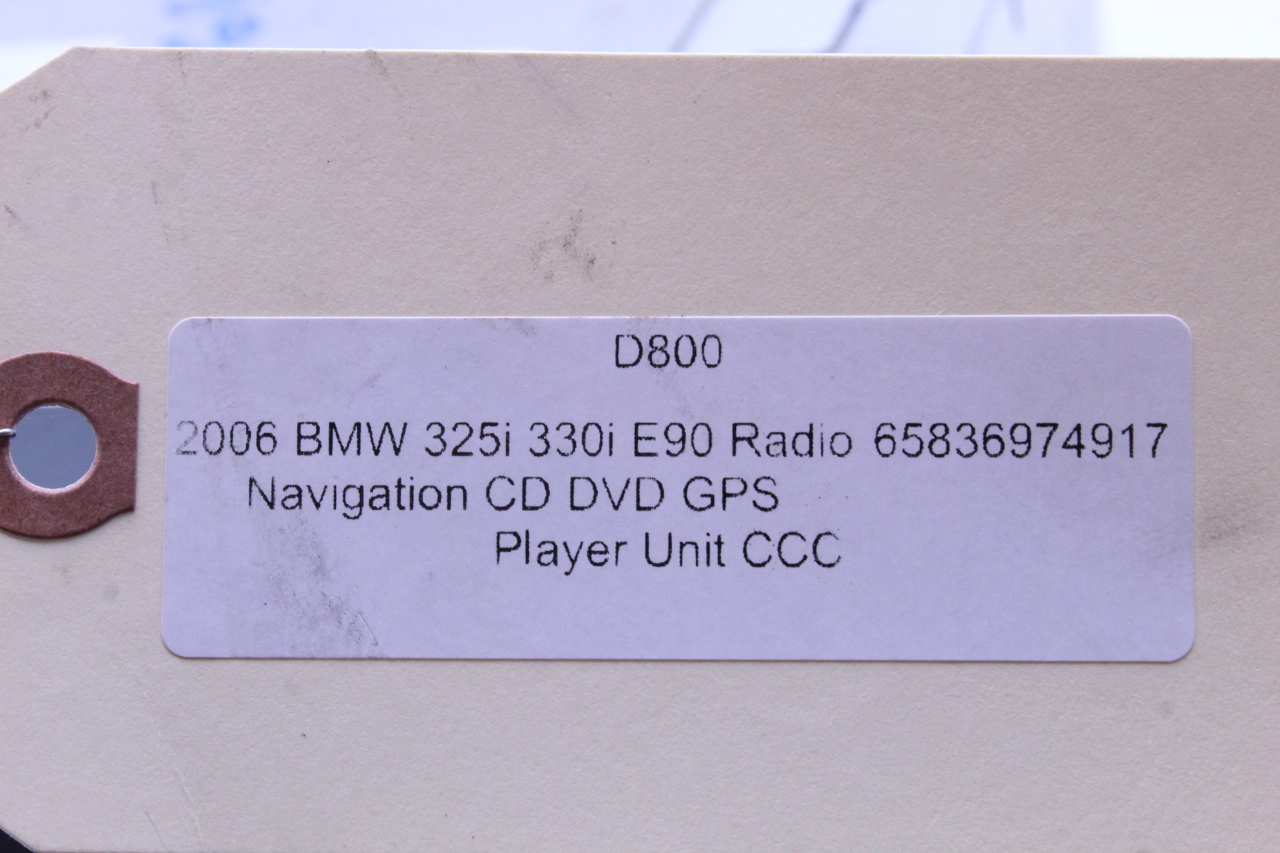 D800
2006 BMW 325i 330i E90 Radio 65836974917
Navigation CD DVD GPS
Player Unit CCC